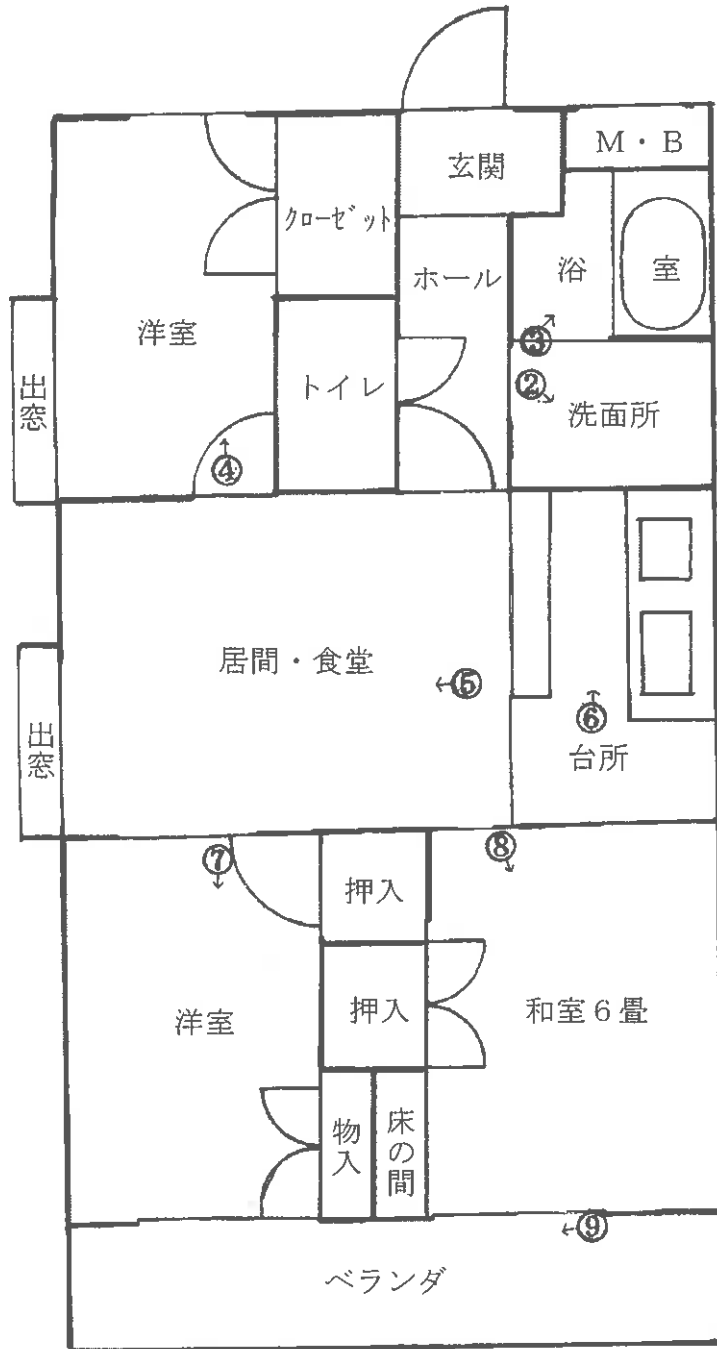 M・B
玄関
クローゼット
浴室
ホール
洋室
③
出窓
トイレ
②
洗面所
④
居間・食堂
⑤
⑥
出窓
台所
⑦
⑧
押入
洋室
押入
和室6畳
物入
床の間
⑨
ベランダ